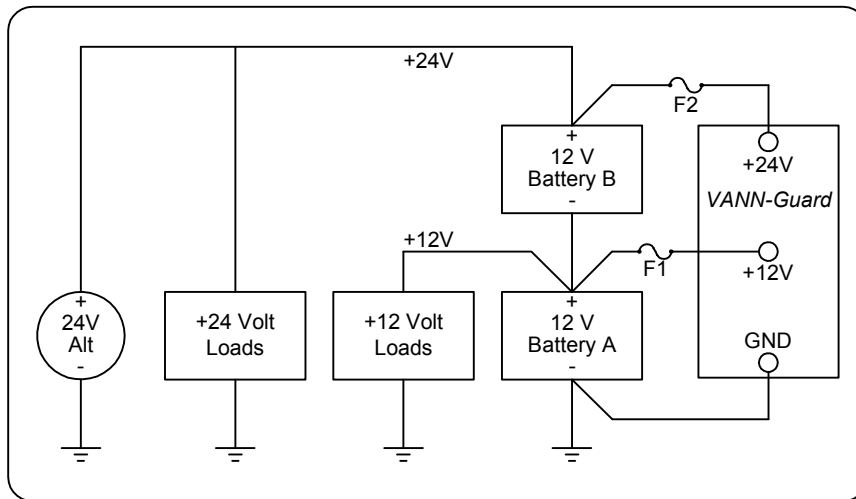 +24V
F2
+
12 V
Battery B
-
+24V
VANN-Guard
+12V
F1
+12V
+
24V
Alt
-
+24 Volt
Loads
+12 Volt
Loads
+
12 V
Battery A
-
GND